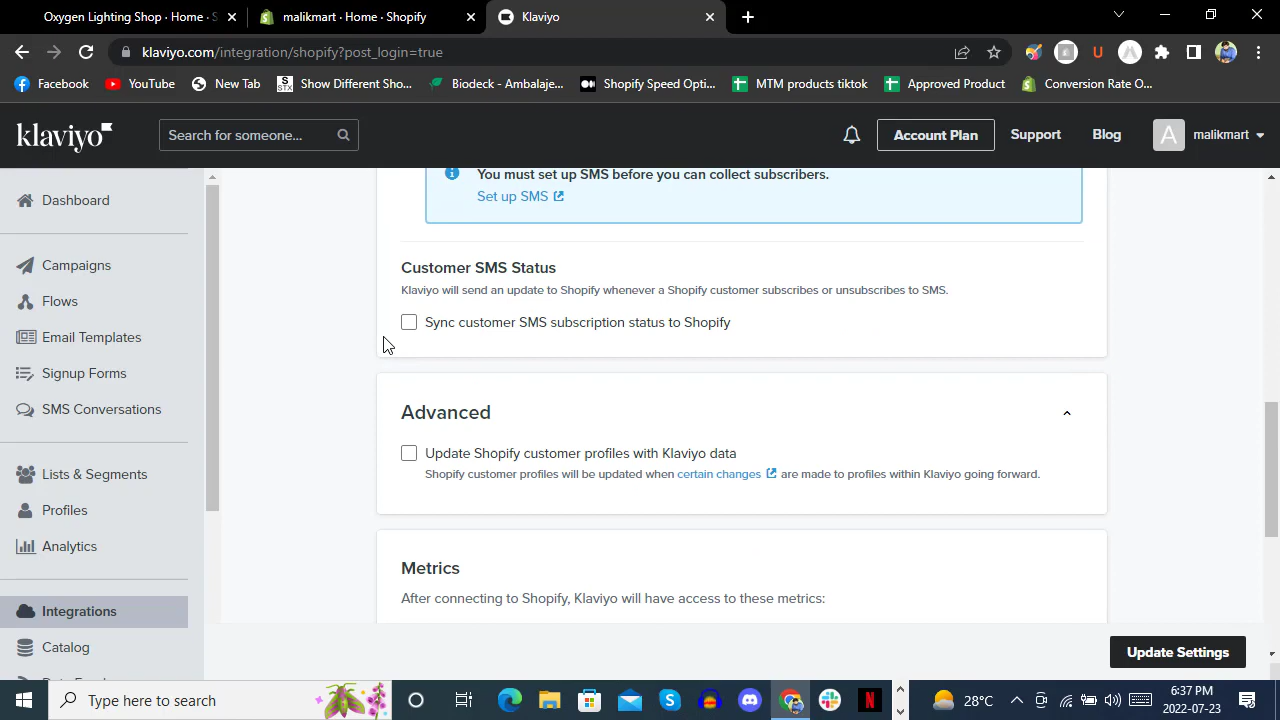 Oxygen Lighting Shop · Home · S
malikmart · Home · Shopify
Klaviyo
klaviyo.com/integration/shopify?post_login=true
Facebook
YouTube
New Tab
Show Different Sho...
Biodeck - Ambalaje...
Shopify Speed Opti...
MTM products tiktok
Approved Product
Conversion Rate O...
klaviyo
Search for someone...
Account Plan
Support
Blog
A
malikmart
Dashboard
Campaigns
Flows
Email Templates
Signup Forms
SMS Conversations
Lists & Segments
Profiles
Analytics
Integrations
Catalog
You must set up SMS before you can collect subscribers.
Set up SMS
Customer SMS Status
Klaviyo will send an update to Shopify whenever a Shopify customer subscribes or unsubscribes to SMS.
Sync customer SMS subscription status to Shopify
Advanced
Update Shopify customer profiles with Klaviyo data
Shopify customer profiles will be updated when certain changes are made to profiles within Klaviyo going forward.
Metrics
After connecting to Shopify, Klaviyo will have access to these metrics:
Update Settings
Type here to search
28°C
6:37 PM
2022-07-23